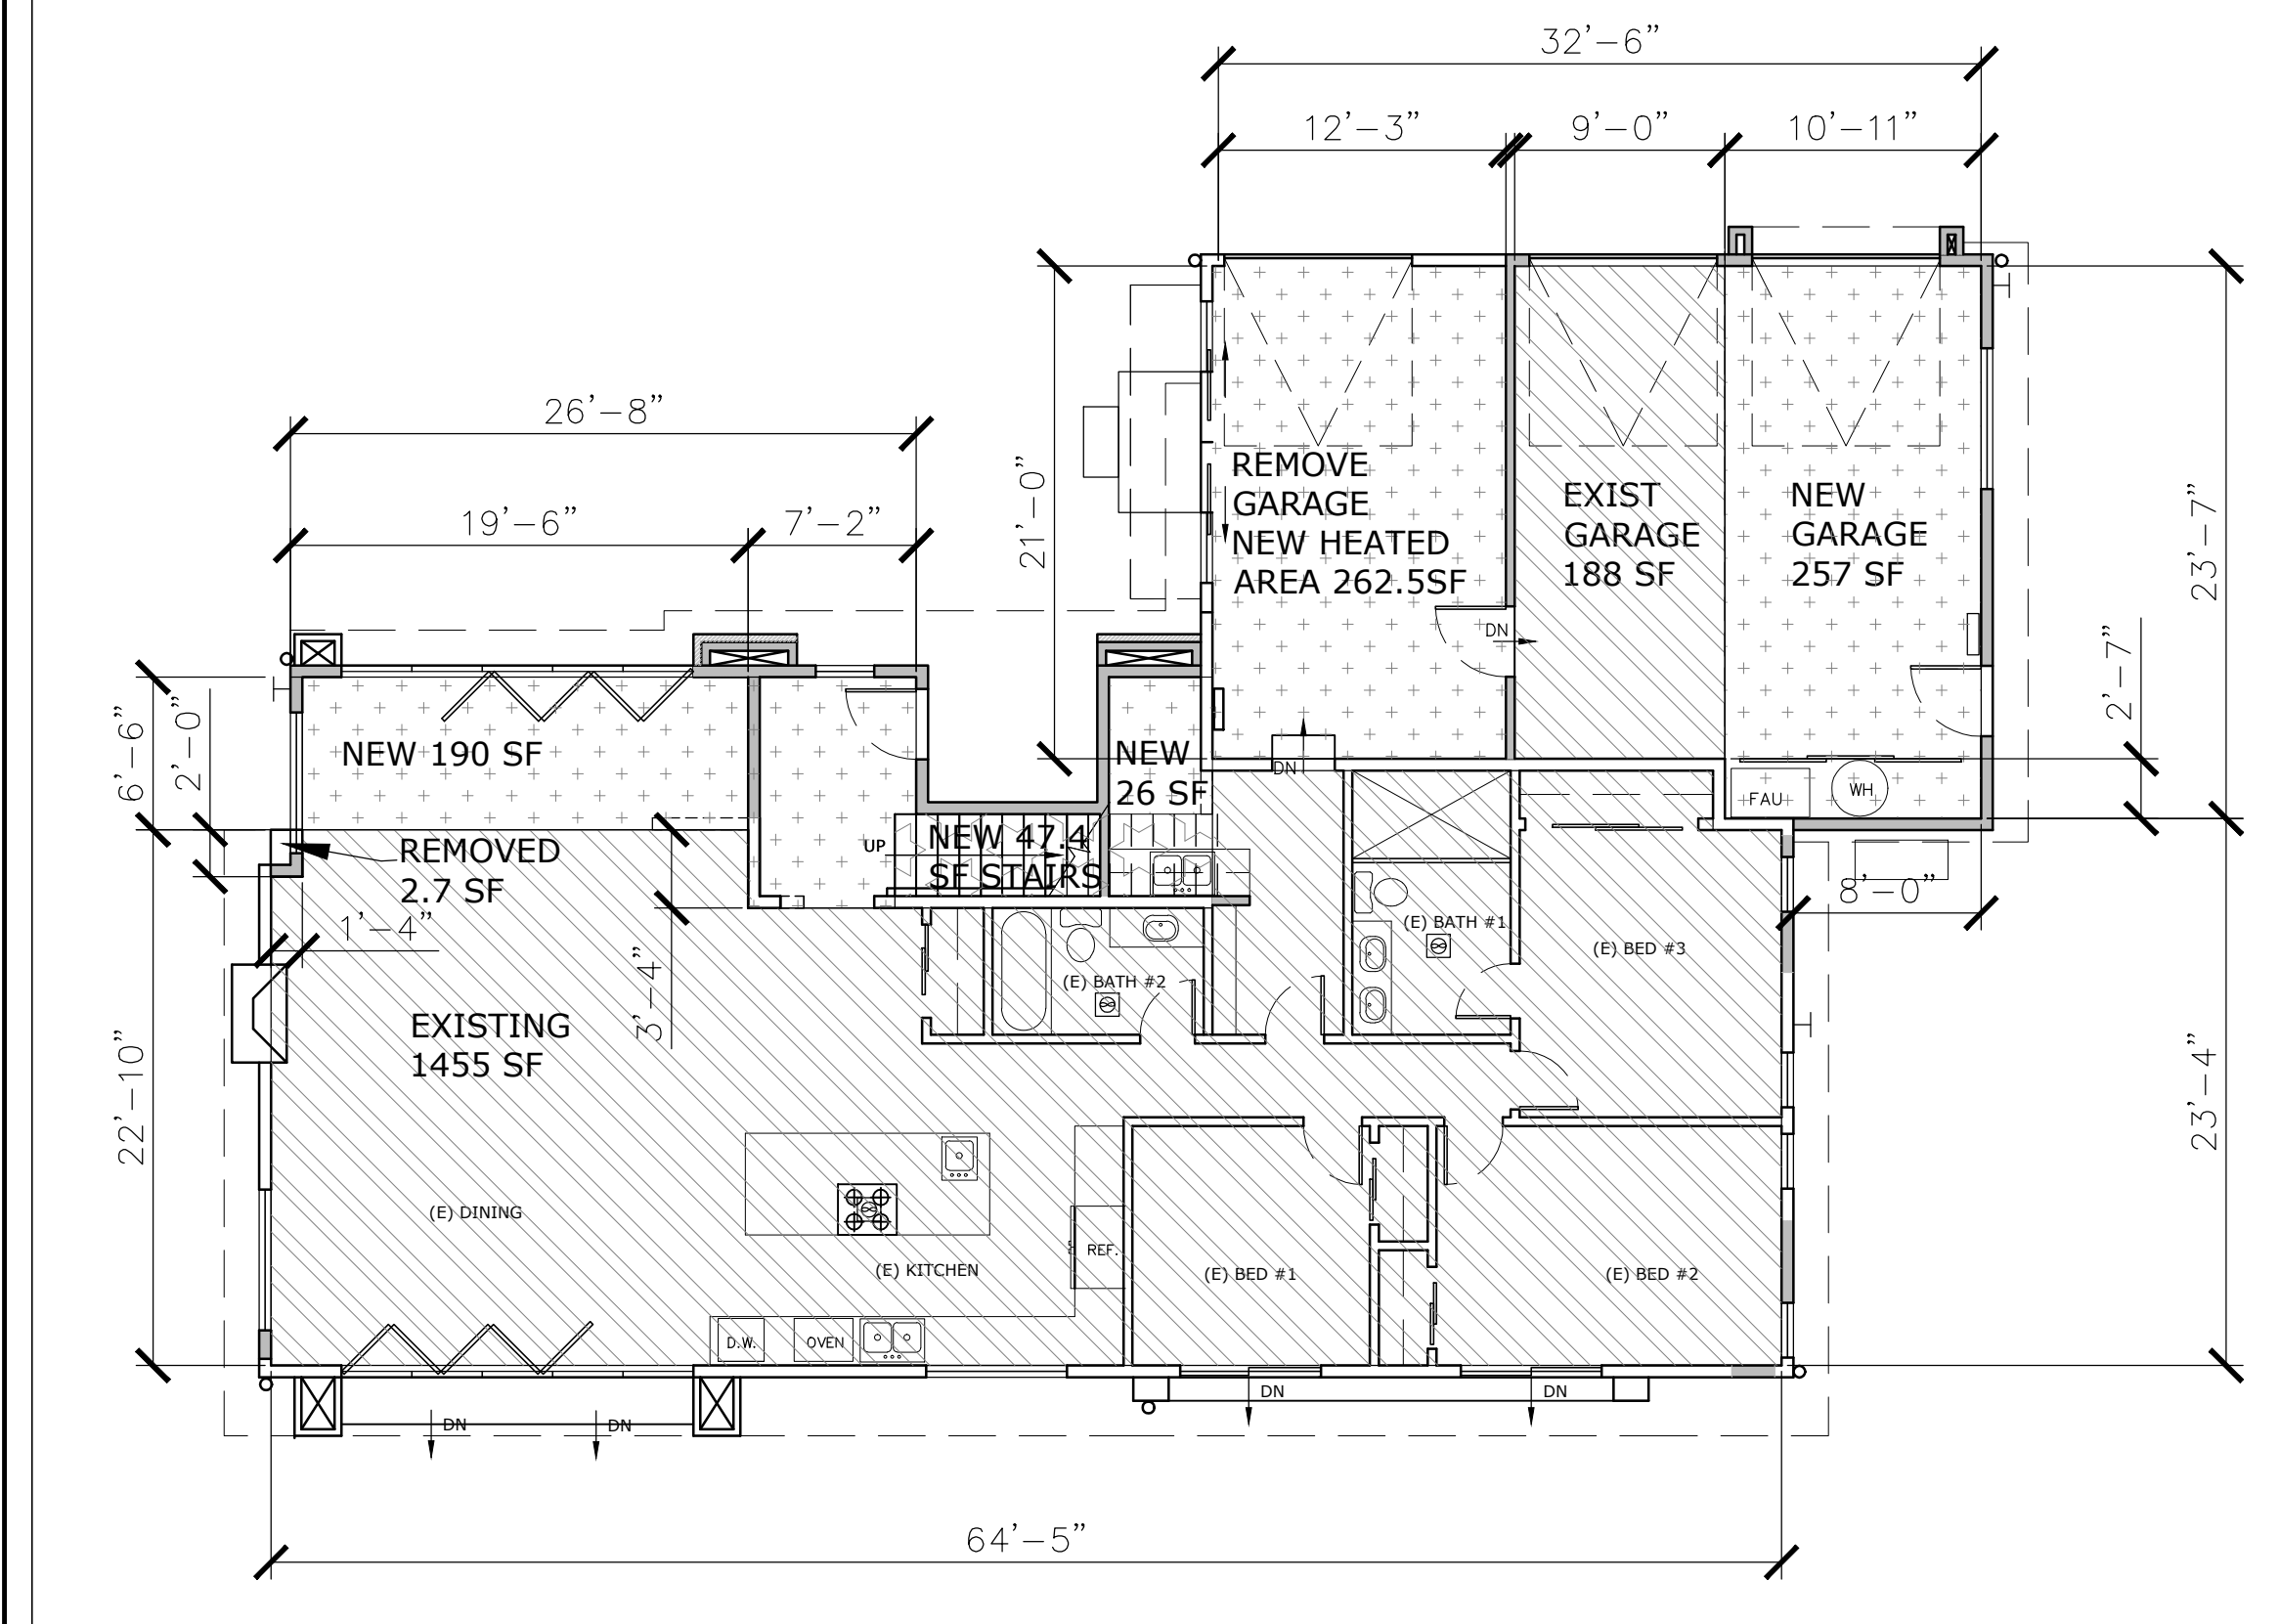 32'-6"
12'-3"
9'-0"
10'-11"
26'-8"
19'-6"
7'-2"
21'-0"
REMOVE
GARAGE
NEW HEATED
AREA 262.5SF
EXIST
GARAGE
188 SF
NEW
GARAGE
257 SF
23'-7"
2'-7"
DN
6'-6"
2'-0"
NEW 190 SF
NEW
26 SF
DN
FAU
WH
REMOVED
2.7 SF
UP
NEW 47.4
SF STAIRS
8'-0"
1'-4"
3'-4"
(E) BATH #1
(E) BED #3
(E) BATH #2
EXISTING
1455 SF
22'-10"
23'-4"
(E) DINING
(E) KITCHEN
REF.
(E) BED #1
(E) BED #2
D.W.
OVEN
DN
DN
DN
DN
64'-5"